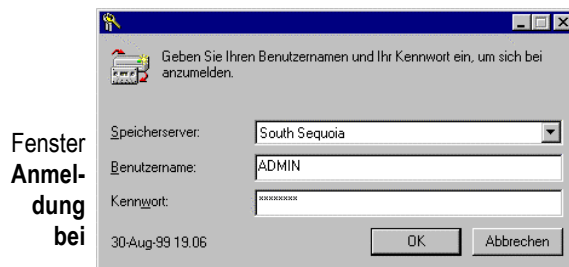 Fenster
Anmel-
dung
bei
Geben Sie Ihren Benutzernamen und Ihr Kennwort ein, um sich bei
anzumelden.
Speicherserver: South Sequoia
Benutzername: ADMIN
Kennwort: ********
30-Aug-99 19.06 OK Abbrechen